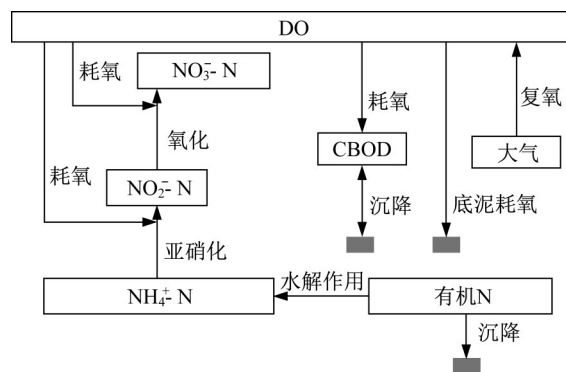 DO
耗氧
NO₃⁻-N
耗氧
复氧
氧化
CBOD
大气
耗氧
NO₂⁻-N
沉降
底泥耗氧
亚硝化
NH₄⁺-N
水解作用
有机N
沉降